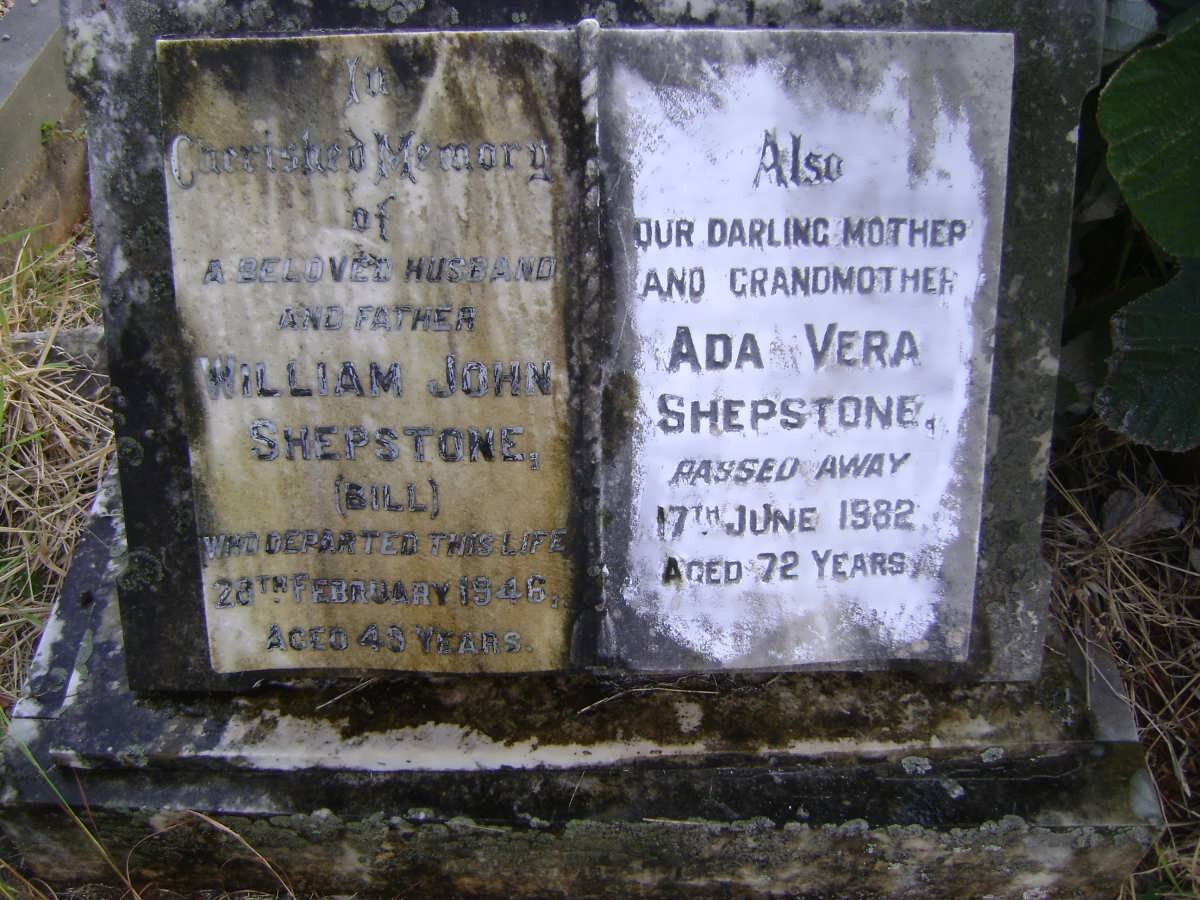 In
Cherished Memory
of
A BELOVED HUSBAND
AND FATHER
WILLIAM JOHN
SHEPSTONE,
(BILL)
WHO DEPARTED THIS LIFE
28TH FEBRUARY 1946,
AGED 49 YEARS.
Also
OUR DARLING MOTHER
AND GRANDMOTHER
ADA VERA
SHEPSTONE,
PASSED AWAY
17TH JUNE 1982
AGED 72 YEARS